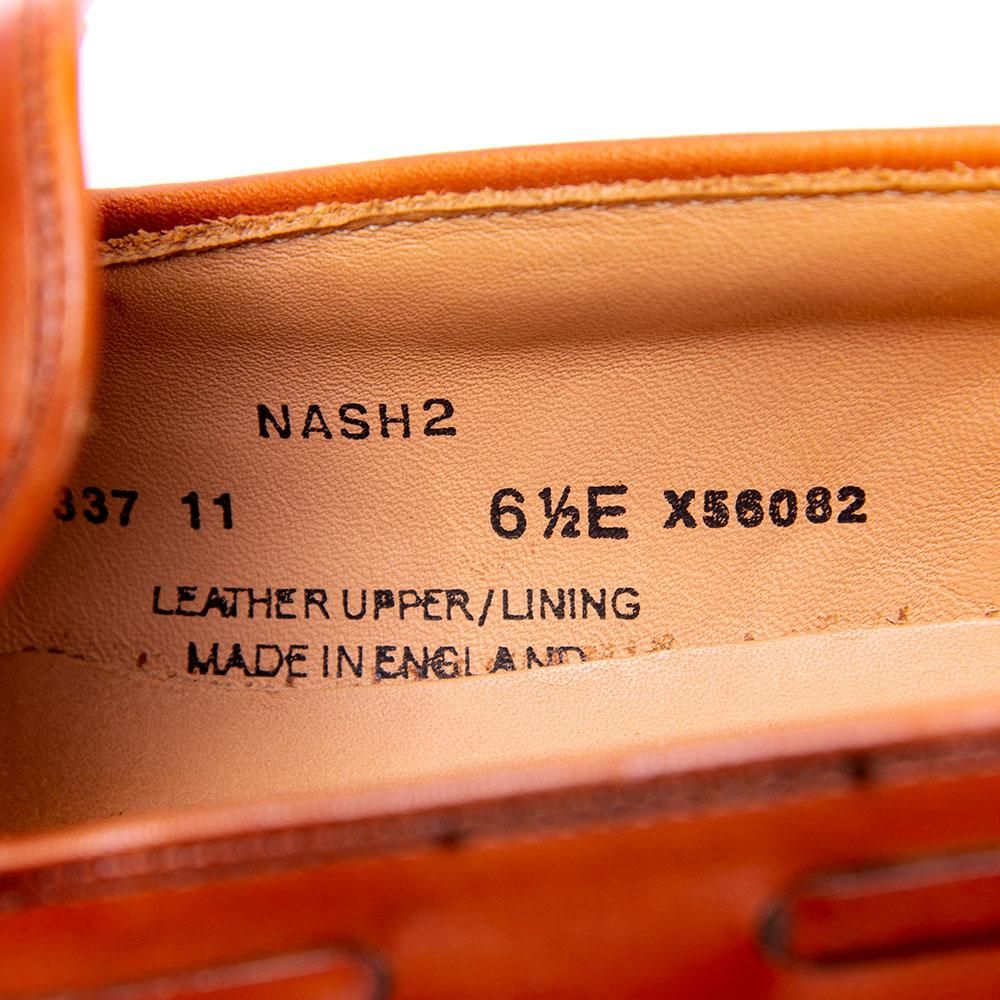 NASH2
337 11 6½E X56082
LEATHER UPPER/LINING
MADE IN ENGLAND